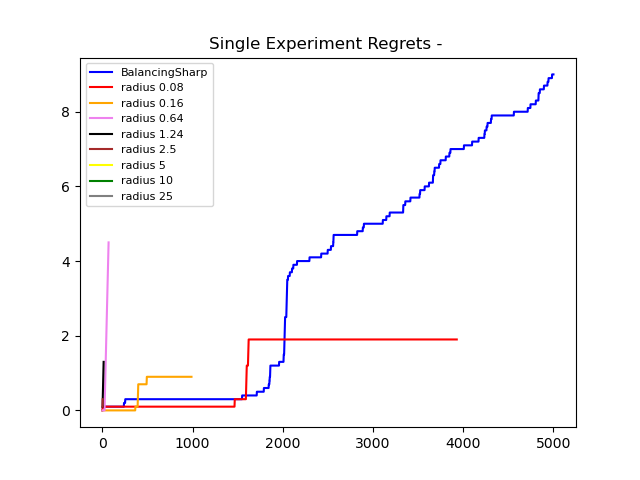 Single Experiment Regrets -
BalancingSharp
radius 0.08
radius 0.16
radius 0.64
radius 1.24
radius 2.5
radius 5
radius 10
radius 25
8
6
4
2
0
0 1000 2000 3000 4000 5000